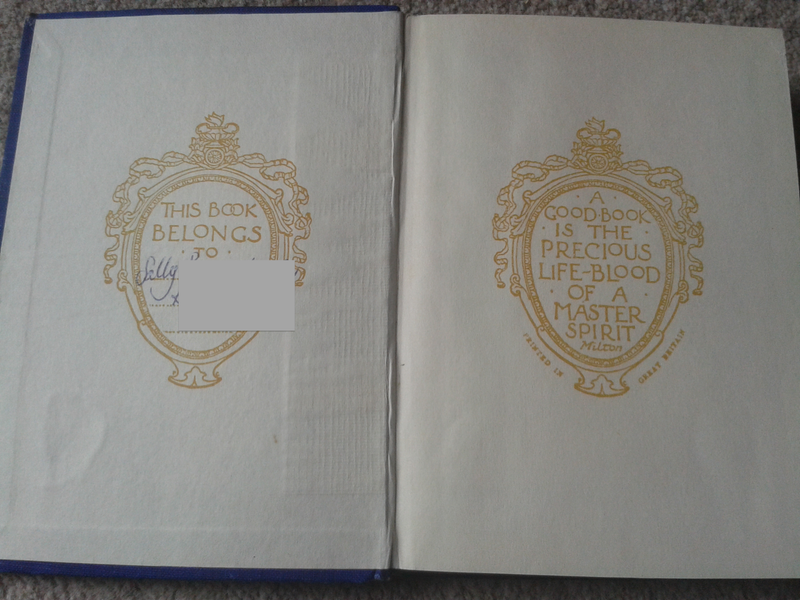 THIS BOOK
BELONGS
· TO ·
Sally
x
· A ·
GOOD·BOOK
IS THE
PRECIOUS
LIFE-BLOOD
· OF A ·
MASTER
SPIRIT
Milton
PRINTED IN GREAT BRITAIN